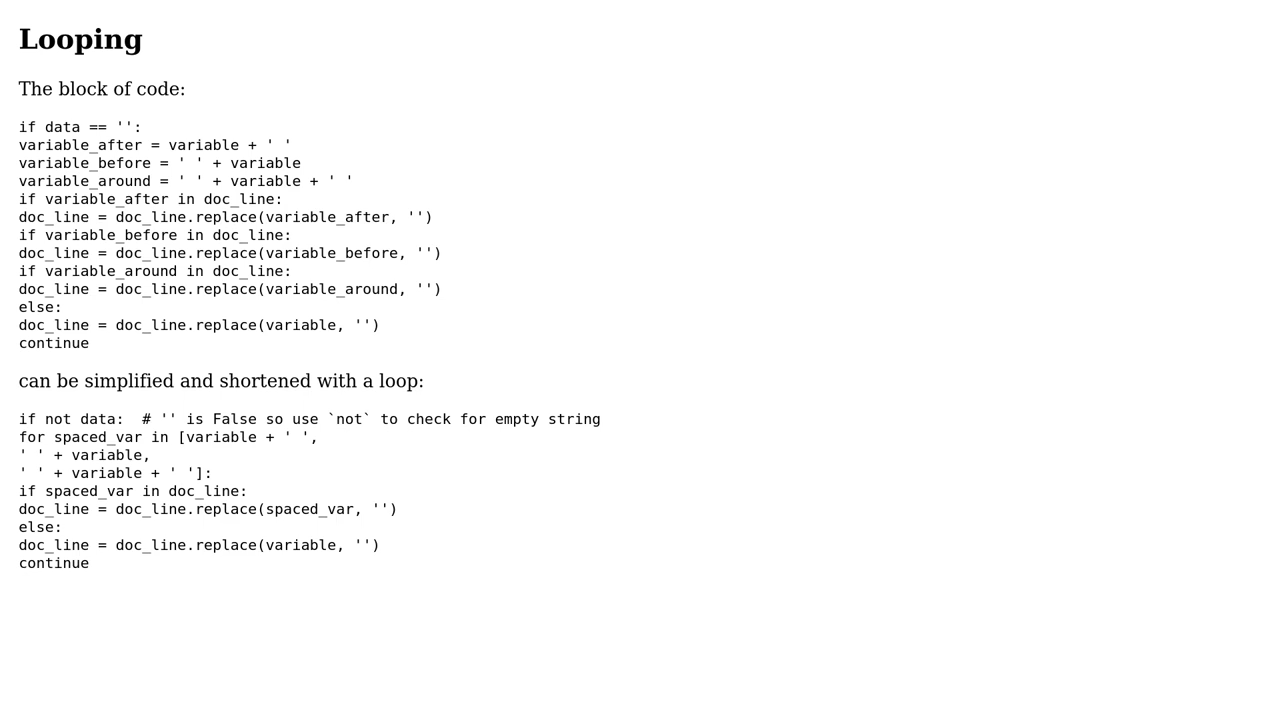 Looping
The block of code:
if data == '':
variable_after = variable + ' '
variable_before = ' ' + variable
variable_around = ' ' + variable + ' '
if variable_after in doc_line:
doc_line = doc_line.replace(variable_after, '')
if variable_before in doc_line:
doc_line = doc_line.replace(variable_before, '')
if variable_around in doc_line:
doc_line = doc_line.replace(variable_around, '')
else:
doc_line = doc_line.replace(variable, '')
continue
can be simplified and shortened with a loop:
if not data:  # '' is False so use `not` to check for empty string
for spaced_var in [variable + ' ',
' ' + variable,
' ' + variable + ' ']:
if spaced_var in doc_line:
doc_line = doc_line.replace(spaced_var, '')
else:
doc_line = doc_line.replace(variable, '')
continue